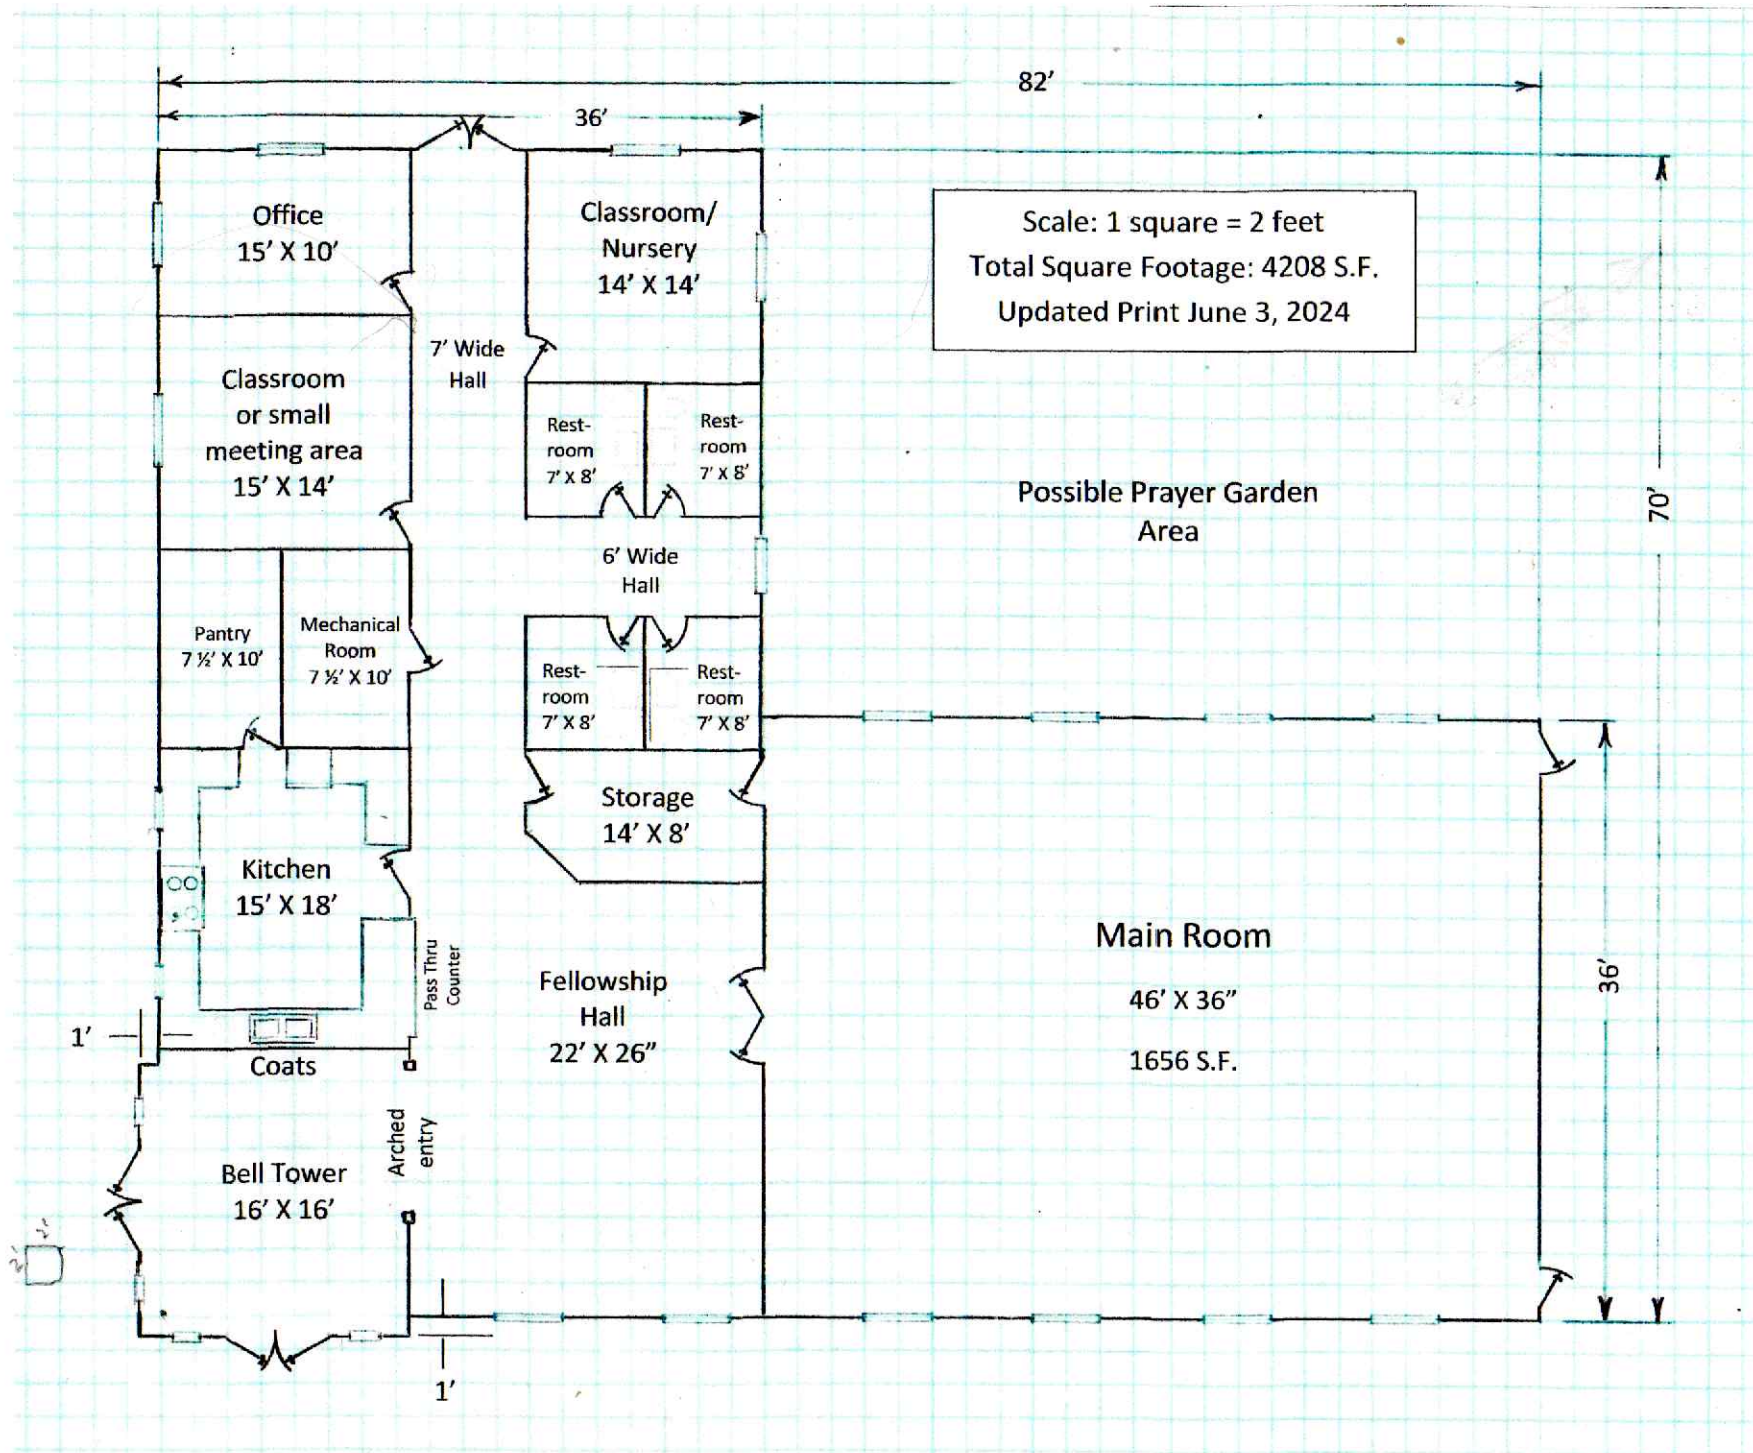 82’
36’
Office
15’ X 10’
Classroom/
Nursery
14’ X 14’
Scale: 1 square = 2 feet
Total Square Footage: 4208 S.F.
Updated Print June 3, 2024
7’ Wide
Hall
Classroom
or small
meeting area
15’ X 14’
Rest-
room
7’ X 8’
Rest-
room
7’ X 8’
Possible Prayer Garden
Area
70’
6’ Wide
Hall
Pantry
7 ½’ X 10’
Mechanical
Room
7 ½’ X 10’
Rest-
room
7’ X 8’
Rest-
room
7’ X 8’
Storage
14’ X 8’
Kitchen
15’ X 18’
Pass Thru
Counter
Fellowship
Hall
22’ X 26”
Main Room
46’ X 36”
1656 S.F.
36’
1’
Coats
Arched
entry
Bell Tower
16’ X 16’
2'
2'
1’